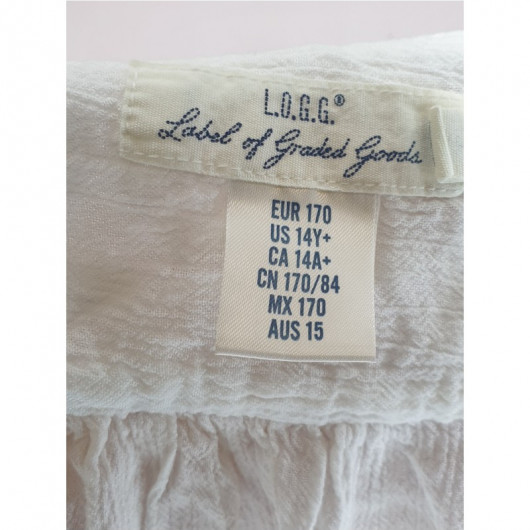 L.O.G.G.®
Label of Graded Goods
EUR 170
US 14Y+
CA 14A+
CN 170/84
MX 170
AUS 15